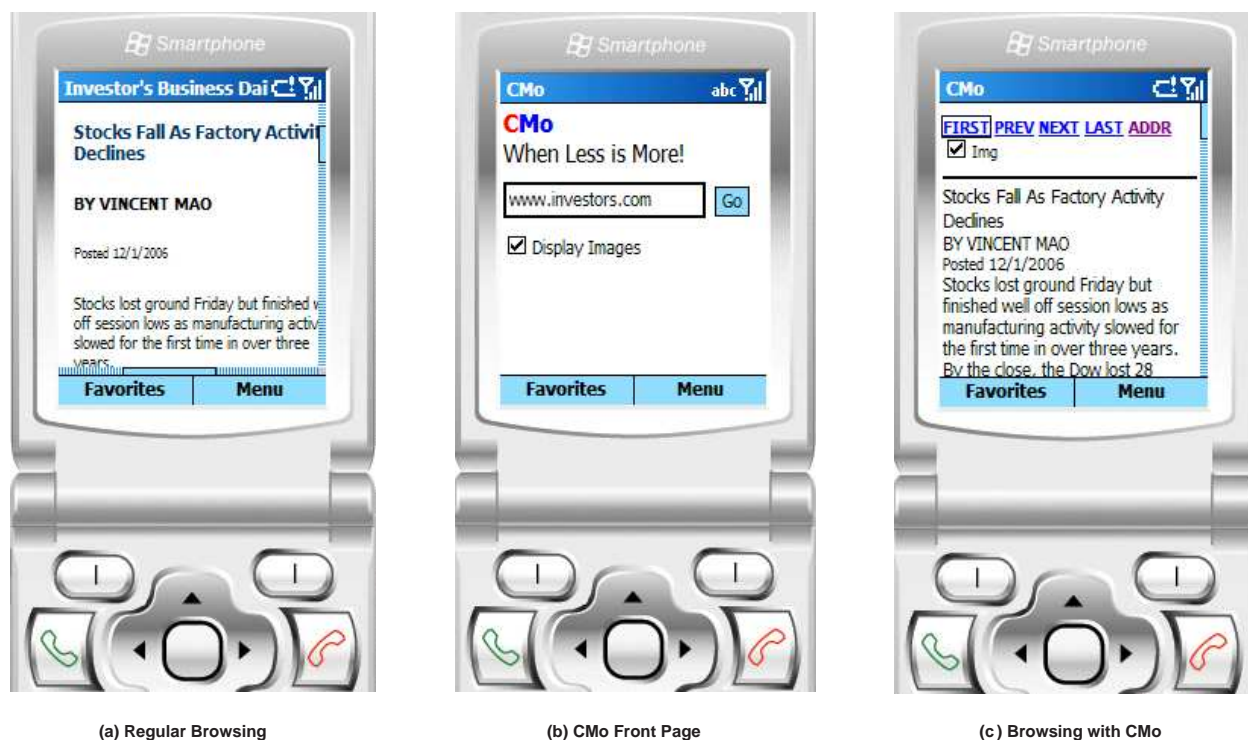 Smartphone
Investor's Business Dai
Stocks Fall As Factory Activit
Declines
BY VINCENT MAO
Posted 12/1/2006
Stocks lost ground Friday but finished w
off session lows as manufacturing activ
slowed for the first time in over three
years.
Favorites Menu
(a) Regular Browsing
Smartphone
CMo abc
CMo
When Less is More!
www.investors.com Go
Display Images
Favorites Menu
(b) CMo Front Page
Smartphone
CMo
FIRST PREV NEXT LAST ADDR
Img
Stocks Fall As Factory Activity
Declines
BY VINCENT MAO
Posted 12/1/2006
Stocks lost ground Friday but
finished well off session lows as
manufacturing activity slowed for
the first time in over three years.
By the close, the Dow lost 28
Favorites Menu
(c) Browsing with CMo